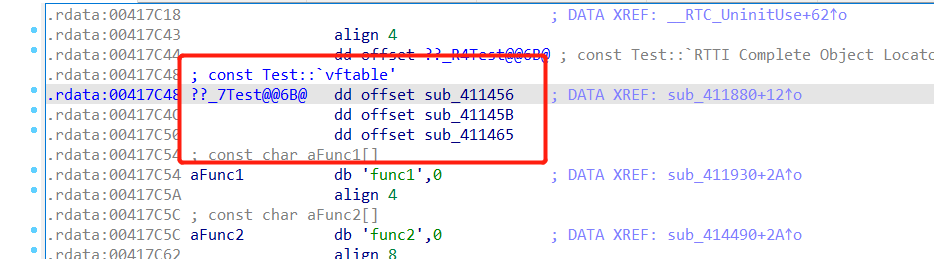 .rdata:00417C18 ; DATA XREF: __RTC_UninitUse+62↑o
.rdata:00417C43 align 4
.rdata:00417C44 dd offset ??_R4Test@@6B@ ; const Test::`RTTI Complete Object Locato
.rdata:00417C48 ; const Test::`vftable'
.rdata:00417C48 ??_7Test@@6B@ dd offset sub_411456 ; DATA XREF: sub_411880+12↑o
.rdata:00417C4C dd offset sub_41145B
.rdata:00417C50 dd offset sub_411465
.rdata:00417C54 ; const char aFunc1[]
.rdata:00417C54 aFunc1 db 'func1',0 ; DATA XREF: sub_411930+2A↑o
.rdata:00417C5A align 4
.rdata:00417C5C ; const char aFunc2[]
.rdata:00417C5C aFunc2 db 'func2',0 ; DATA XREF: sub_414490+2A↑o
.rdata:00417C62 align 8